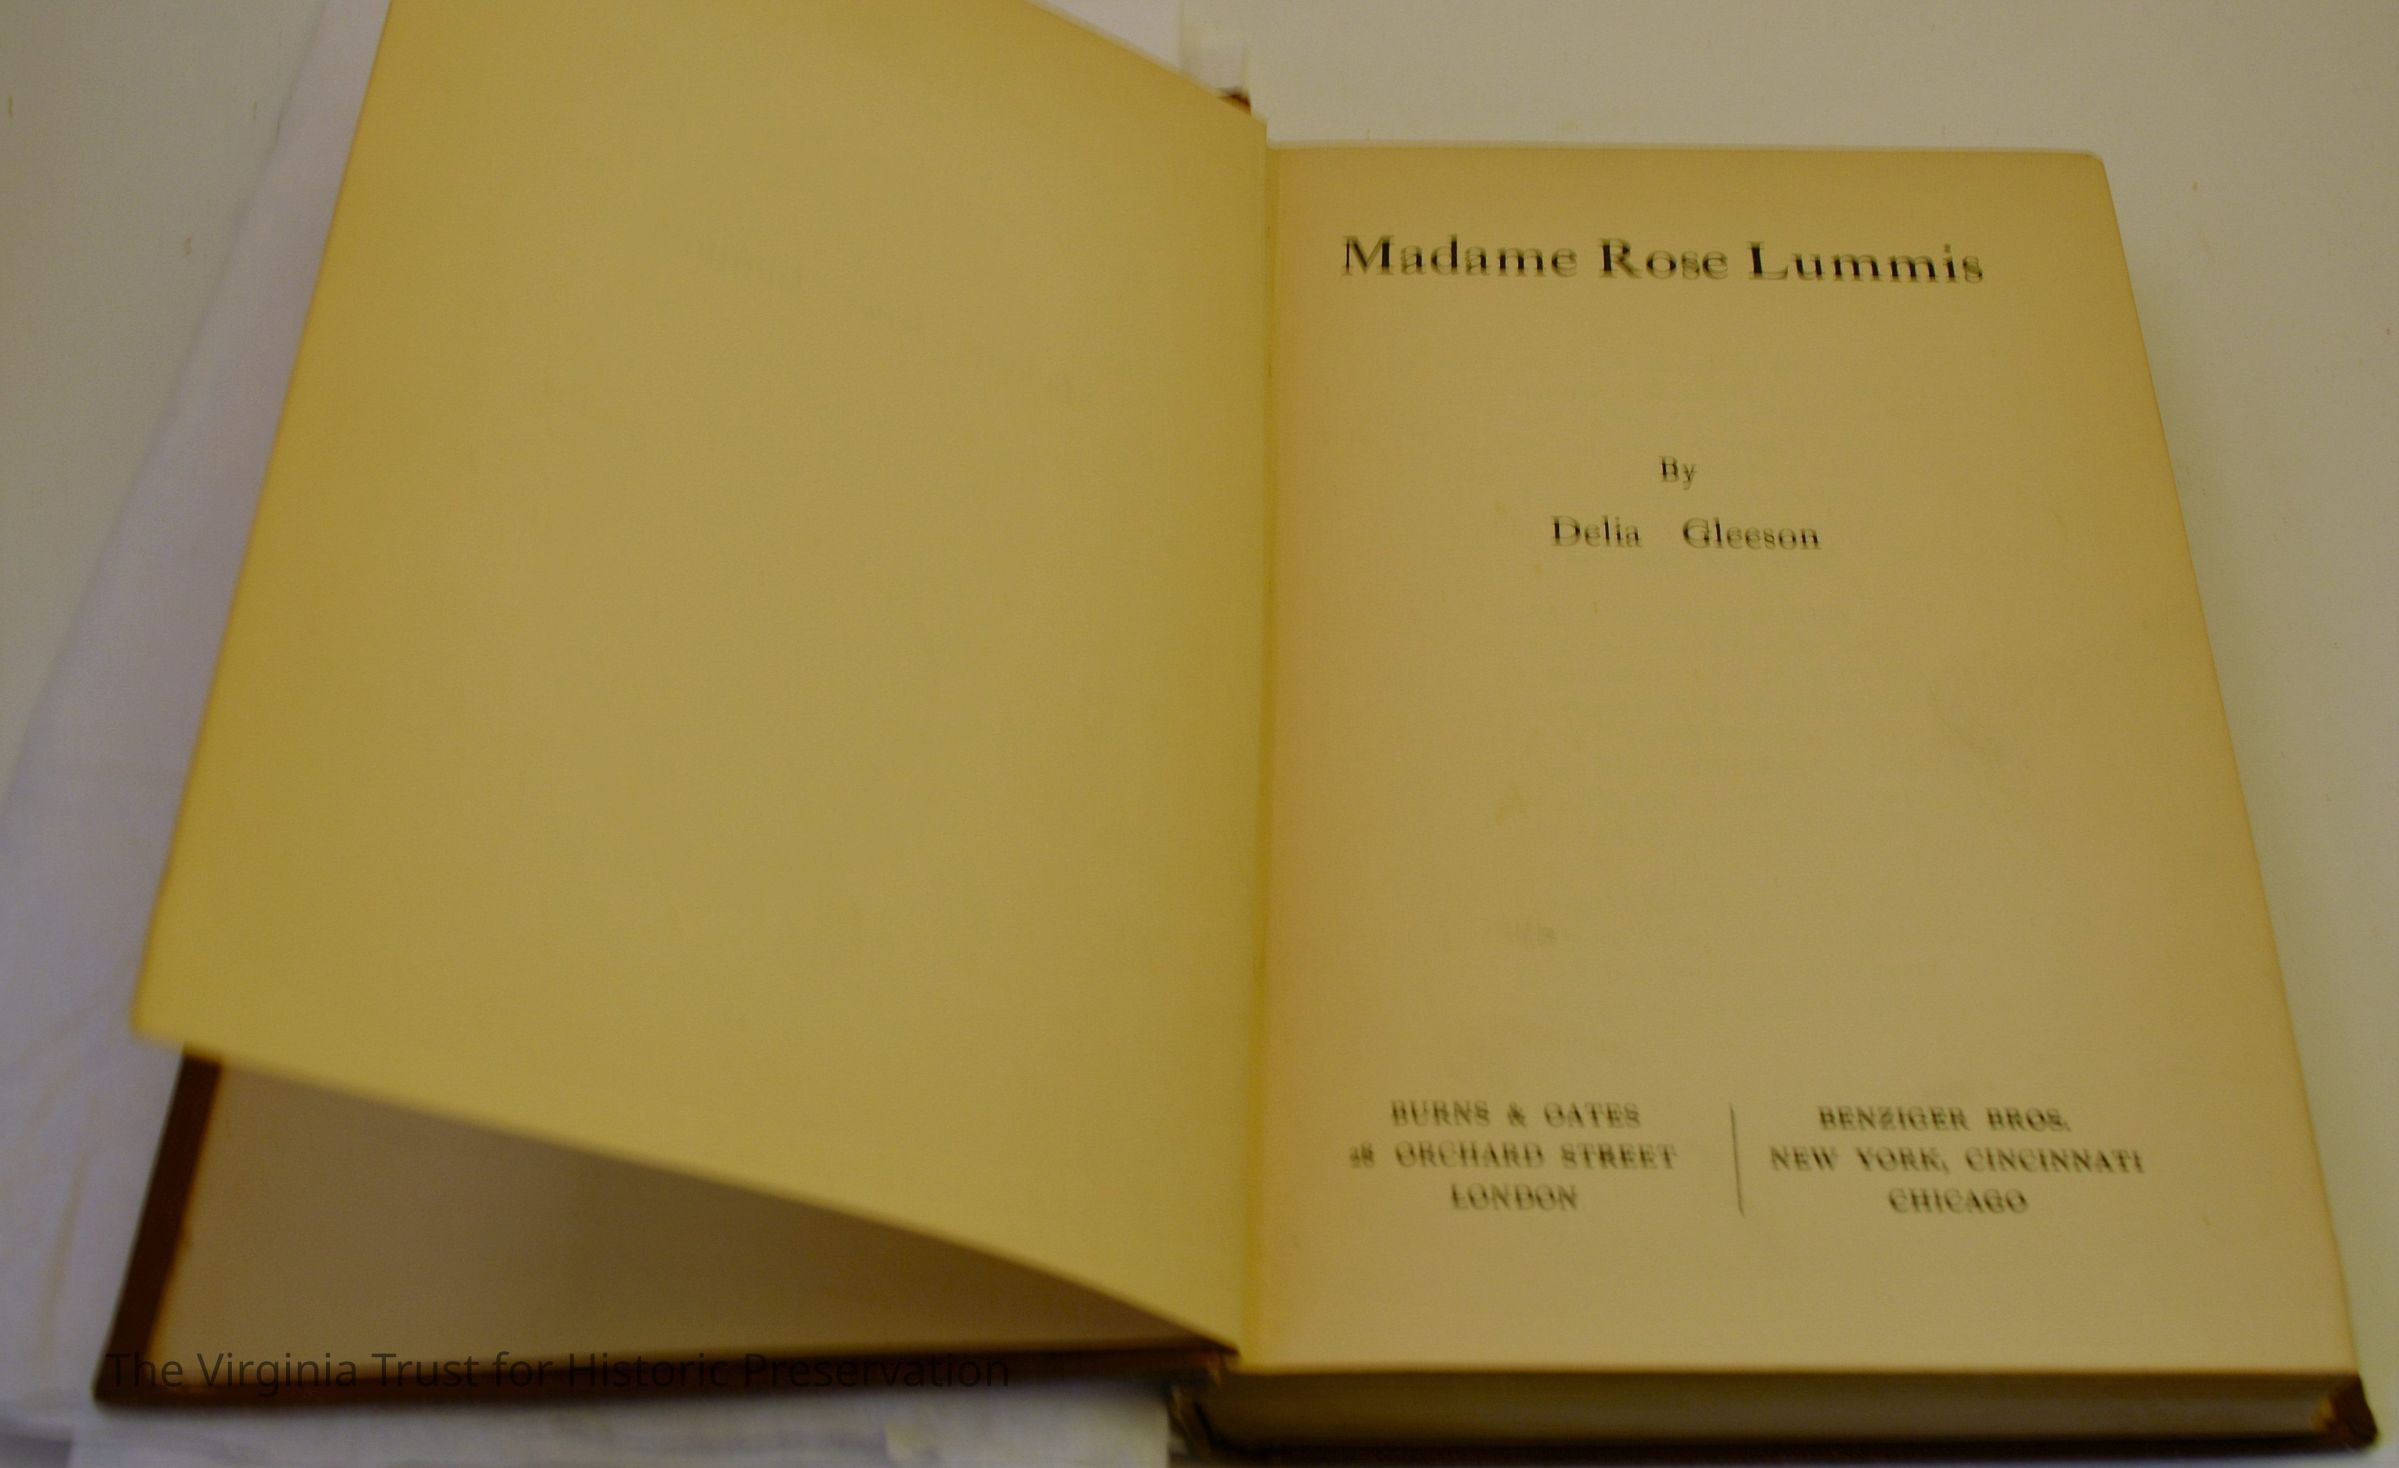 Madame Rose Lummis
By
Delia Gleeson
BURNS & OATES
28 ORCHARD STREET
LONDON
BENZIGER BROS.
NEW YORK, CINCINNATI
CHICAGO
The Virginia Trust for Historic Preservation